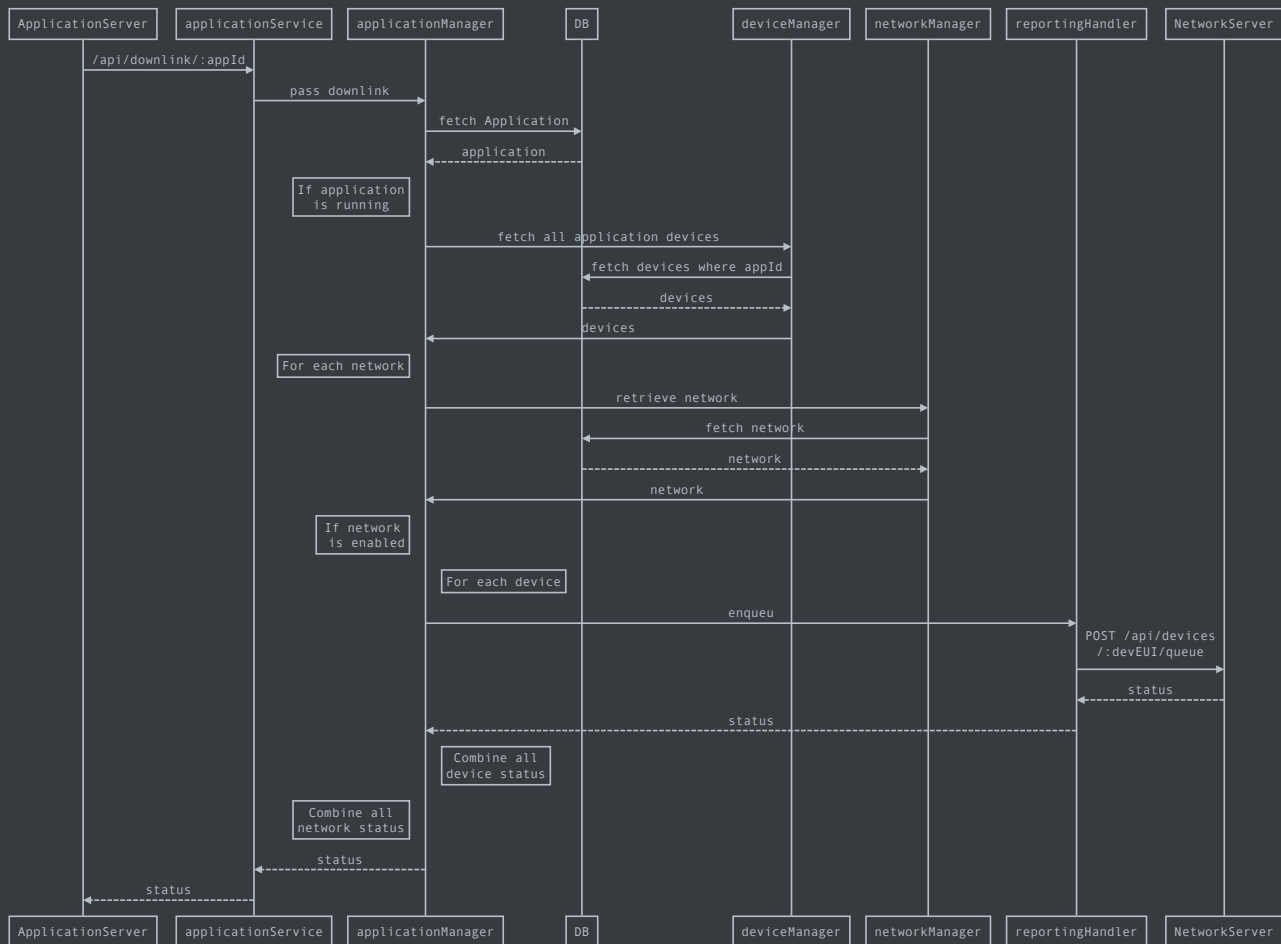 ApplicationServer
applicationService
applicationManager
DB
deviceManager
networkManager
reportingHandler
NetworkServer
/api/downlink/:appId
pass downlink
fetch Application
application
If application
is running
fetch all application devices
fetch devices where appId
devices
devices
For each network
retrieve network
fetch network
network
network
If network
is enabled
For each device
enqueu
POST /api/devices
/:devEUI/queue
status
status
Combine all
device status
Combine all
network status
status
status
ApplicationServer
applicationService
applicationManager
DB
deviceManager
networkManager
reportingHandler
NetworkServer